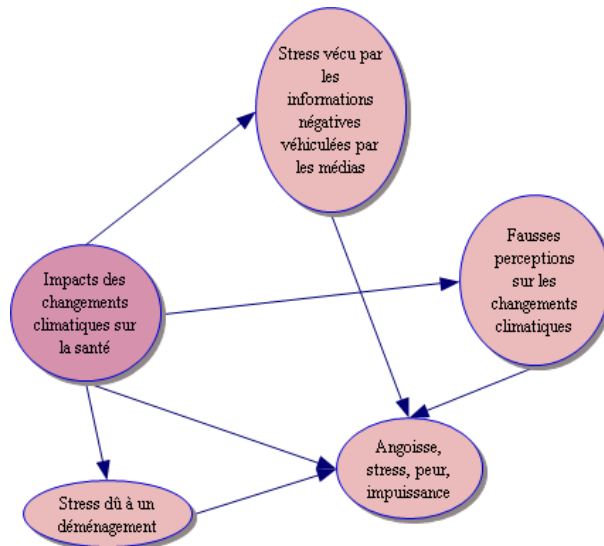 Stress vécu par
les
informations
négatives
véhiculées par
les médias
Fausses
perceptions
sur les
changements
climatiques
Impacts des
changements
climatiques sur
la santé
Angoisse,
stress, peur,
impuissance
Stress dû à un
déménagement